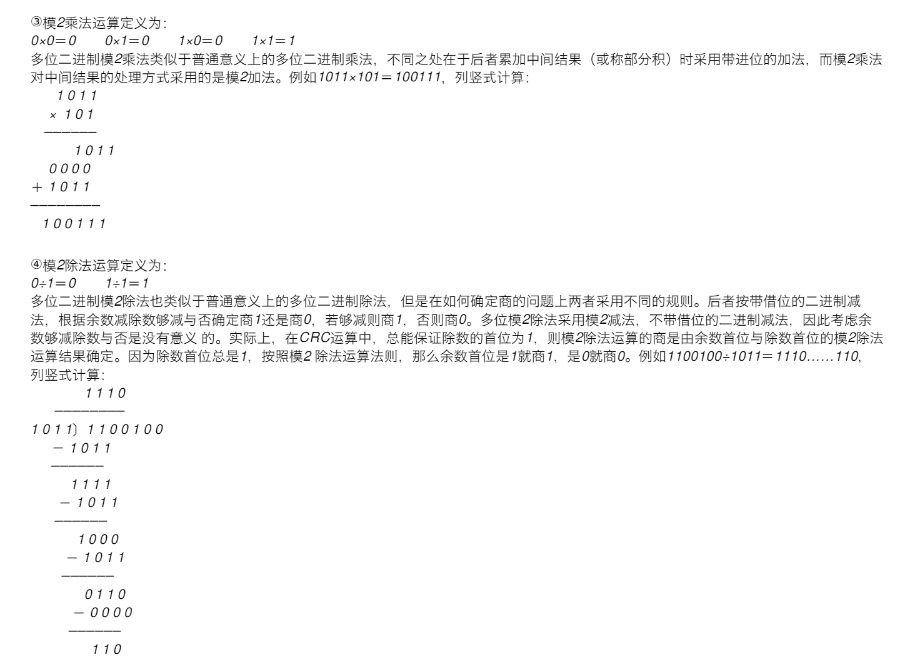 ③模2乘法运算定义为：
0×0＝0 0×1＝0 1×0＝0 1×1＝1
多位二进制模2乘法类似于普通意义上的多位二进制乘法，不同之处在于后者累加中间结果（或称部分积）时采用带进位的加法，而模2乘法
对中间结果的处理方式采用的是模2加法。例如1011×101＝100111，列竖式计算：
1 0 1 1
× 1 0 1
──────
1 0 1 1
0 0 0 0
＋ 1 0 1 1
────────
1 0 0 1 1 1
④模2除法运算定义为：
0÷1＝0 1÷1＝1
多位二进制模2除法也类似于普通意义上的多位二进制除法，但是在如何确定商的问题上两者采用不同的规则。后者按带借位的二进制减
法，根据余数减除数够减与否确定商1还是商0，若够减则商1，否则商0。多位模2除法采用模2减法，不带借位的二进制减法，因此考虑余
数够减除数与否是没有意义 的。实际上，在CRC运算中，总能保证除数的首位为1，则模2除法运算的商是由余数首位与除数首位的模2除法
运算结果确定。因为除数首位总是1，按照模2 除法运算法则，那么余数首位是1就商1，是0就商0。例如1100100÷1011＝1110……110，
列竖式计算：
1 1 1 0
────────
1 0 1 1〕1 1 0 0 1 0 0
－ 1 0 1 1
──────
1 1 1 1
－ 1 0 1 1
──────
1 0 0 0
－ 1 0 1 1
──────
0 1 1 0
－ 0 0 0 0
──────
1 1 0